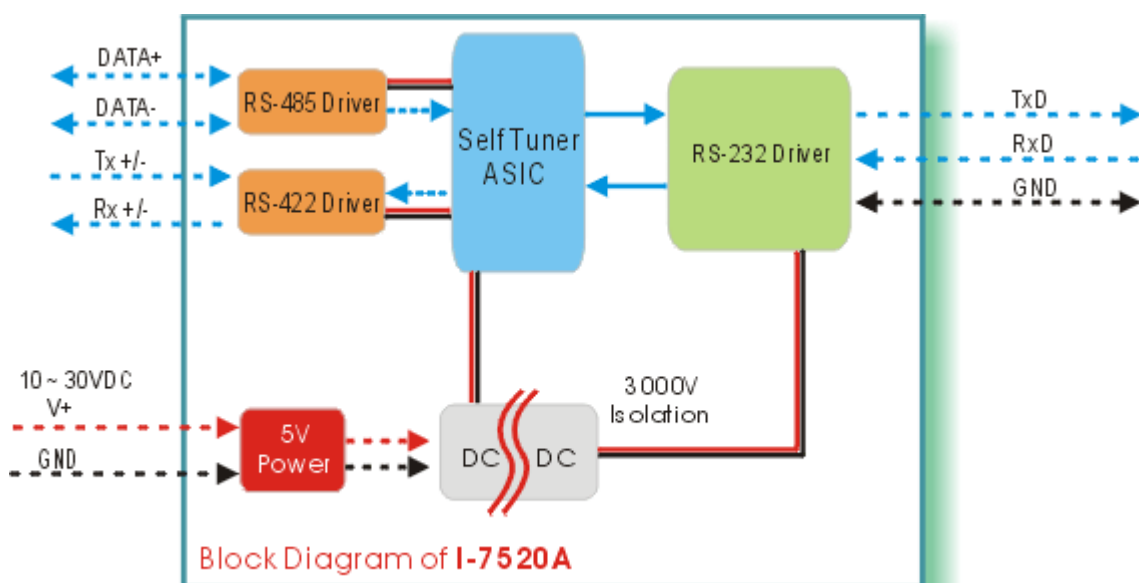 DATA+
DATA-
Tx +/-
Rx +/-
RS-485 Driver
RS-422 Driver
Self Tuner
ASIC
RS-232 Driver
TxD
RxD
GND
10 ~ 30VDC
V+
GND
5V
Power
DC DC
3000V
Isolation
Block Diagram of I-7520A